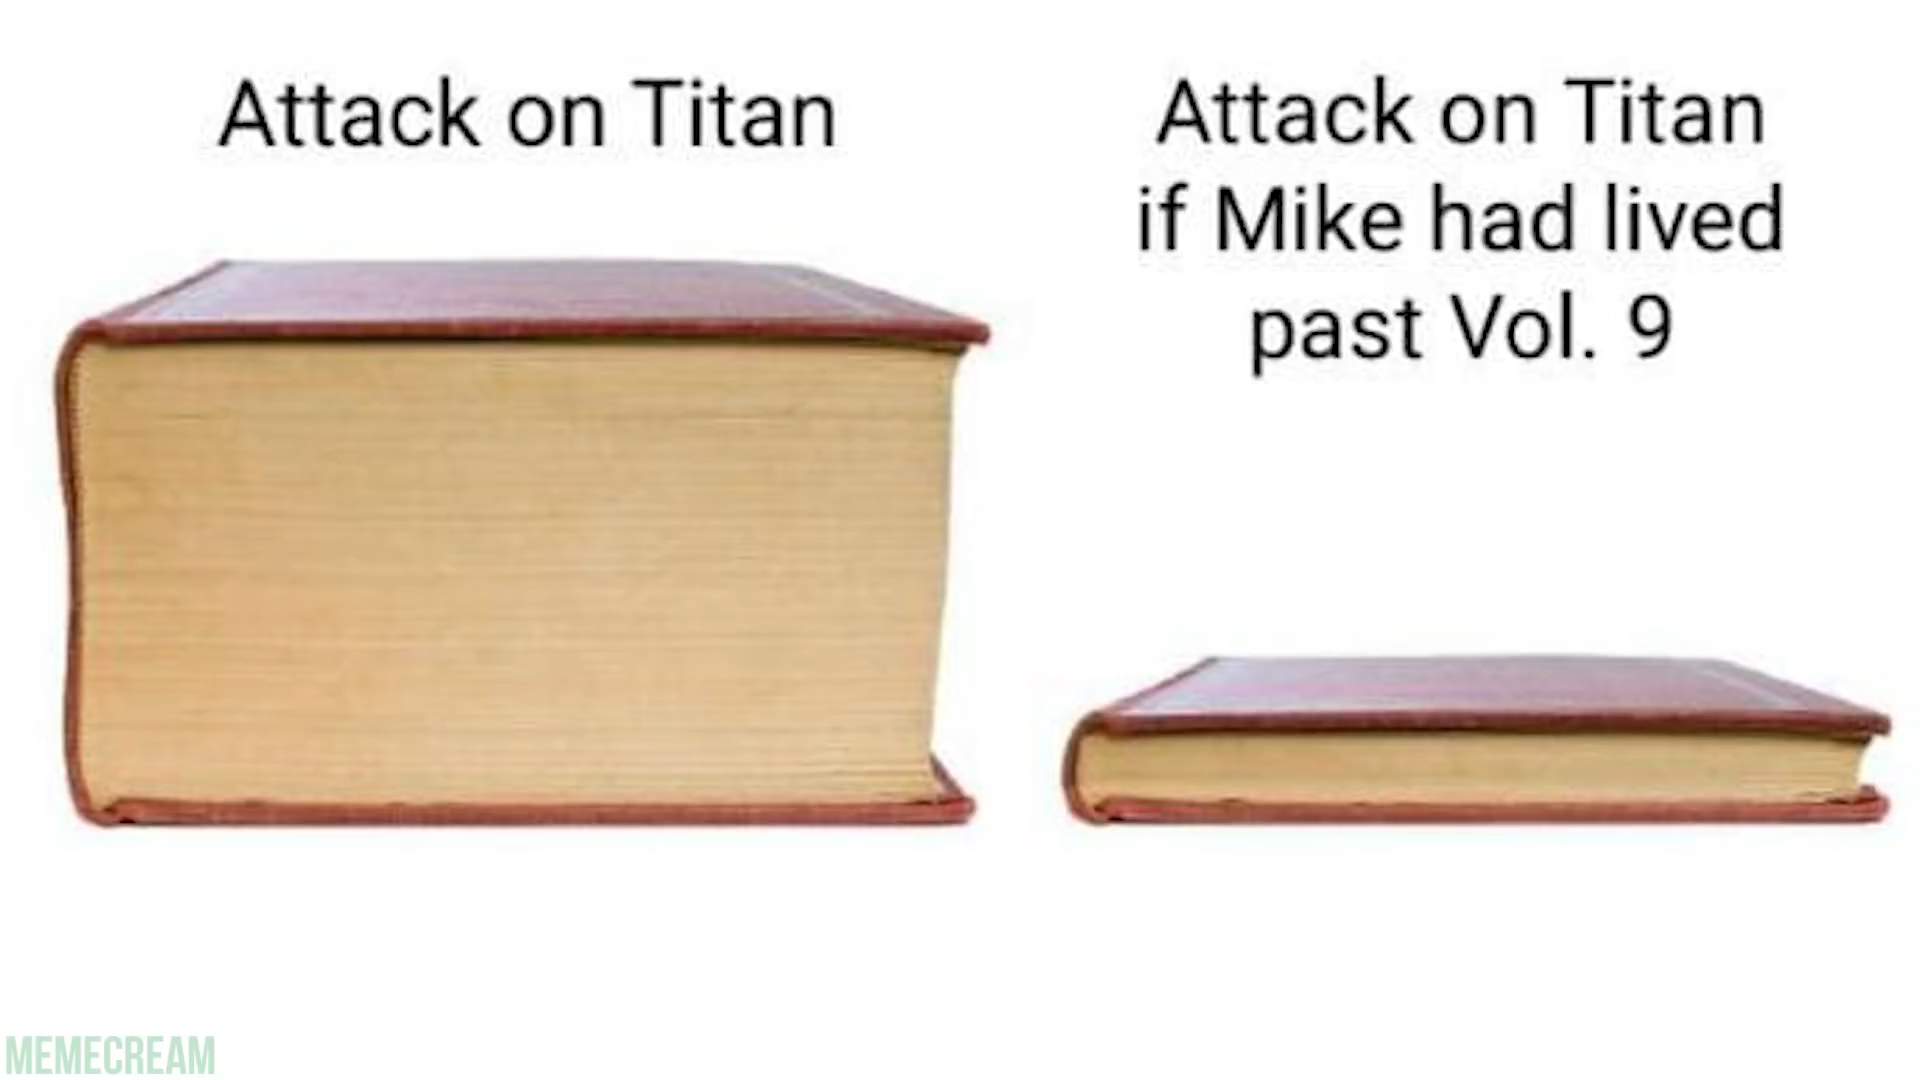 Attack on Titan
Attack on Titan
if Mike had lived
past Vol. 9
MEMECREAM